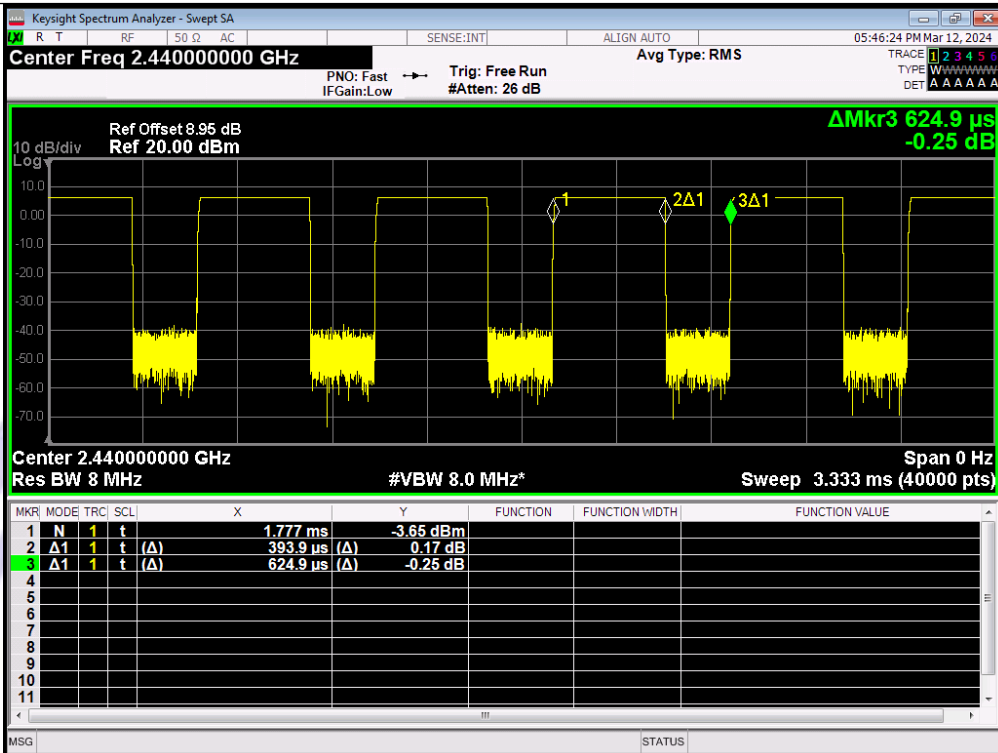 Keysight Spectrum Analyzer - Swept SA
LXI R T RF 50 Ω AC SENSE:INT ALIGN AUTO 05:46:24 PM Mar 12, 2024
Center Freq 2.440000000 GHz Avg Type: RMS TRACE 1 2 3 4 5 6
PNO: Fast Trig: Free Run TYPE W W W W W W
IFGain:Low #Atten: 26 dB DET A A A A A A
ΔMkr3 624.9 µs
Ref Offset 8.95 dB
10 dB/div Ref 20.00 dBm -0.25 dB
Log
10.0
1 2Δ1 3Δ1
0.00
-10.0
-20.0
-30.0
-40.0
-50.0
-60.0
-70.0
Center 2.440000000 GHz Span 0 Hz
Res BW 8 MHz #VBW 8.0 MHz* Sweep 3.333 ms (40000 pts)
MKR MODE TRC SCL X Y FUNCTION FUNCTION WIDTH FUNCTION VALUE
1 N 1 t 1.777 ms -3.65 dBm
2 Δ1 1 t (Δ) 393.9 µs (Δ) 0.17 dB
3 Δ1 1 t (Δ) 624.9 µs (Δ) -0.25 dB
4
5
6
7
8
9
10
11
MSG STATUS